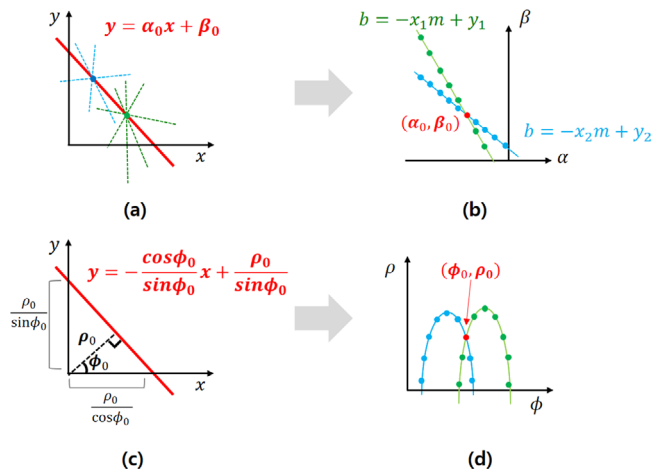 y
y = α₀x + β₀
x
(a)
b = −x₁m + y₁
β
(α₀, β₀)
b = −x₂m + y₂
α
(b)
y
y = − cosϕ₀/sinϕ₀ x + ρ₀/sinϕ₀
ρ₀/sinϕ₀
ρ₀
ϕ₀
x
ρ₀/cosϕ₀
(c)
ρ
(ϕ₀, ρ₀)
ϕ
(d)